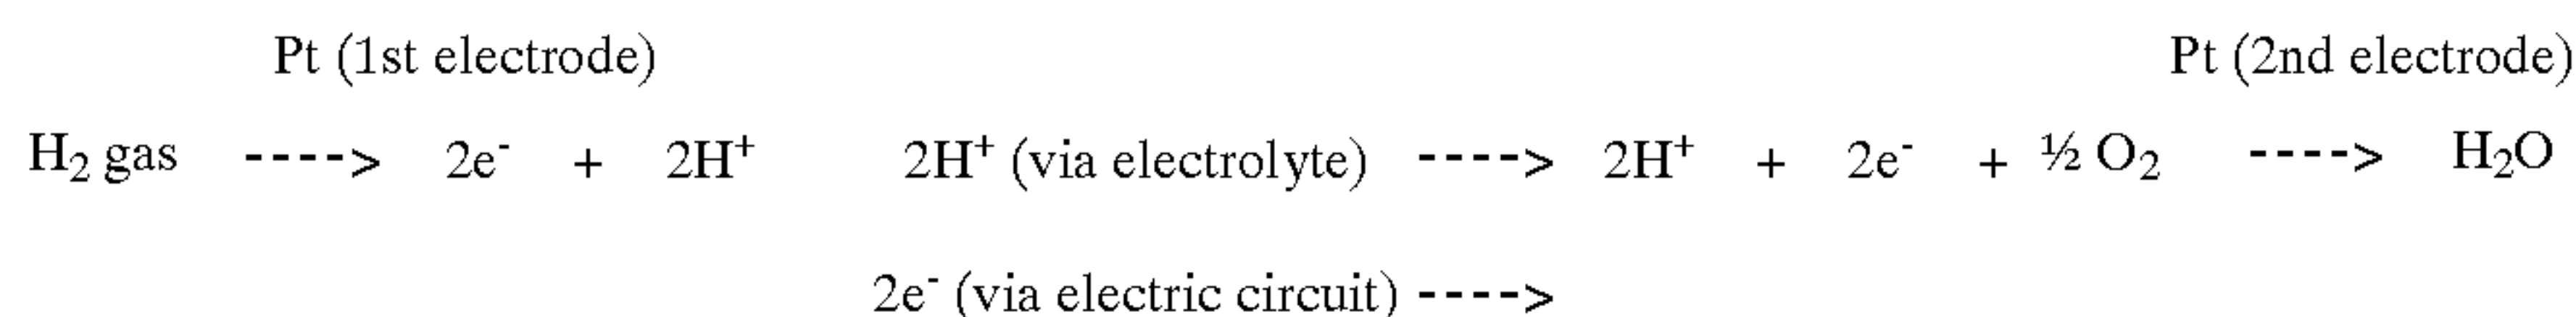 Pt (1st electrode) Pt (2nd electrode)
H₂ gas ----> 2e⁻ + 2H⁺ 2H⁺ (via electrolyte) ----> 2H⁺ + 2e⁻ + ½ O₂ ----> H₂O
2e⁻ (via electric circuit) ---->